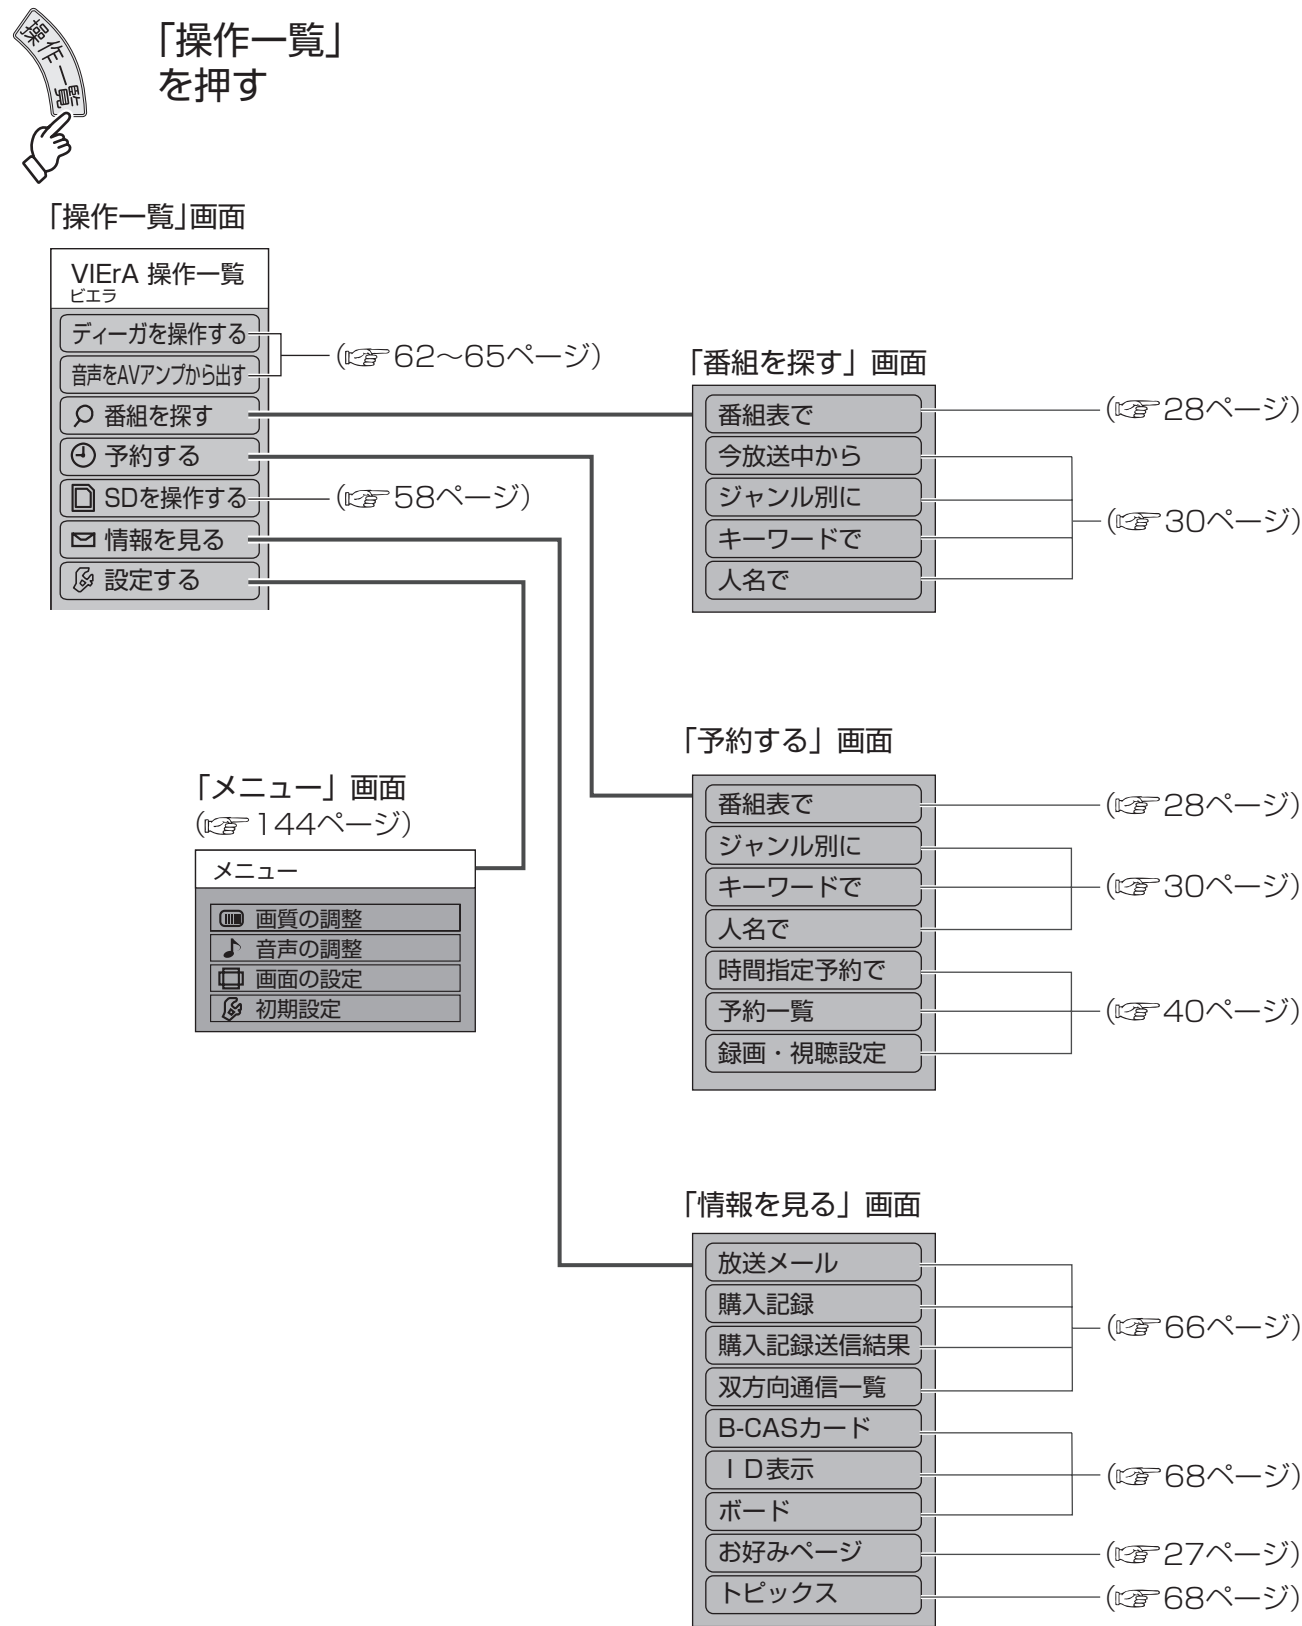 操作一覧
「操作一覧」
を押す
「操作一覧」画面
VIErA 操作一覧
ビエラ
ディーガを操作する
音声をAVアンプから出す
(☞62～65ページ)
番組を探す
予約する
SDを操作する
(☞58ページ)
情報を見る
設定する
「番組を探す」画面
番組表で
(☞28ページ)
今放送中から
ジャンル別に
キーワードで
人名で
(☞30ページ)
「メニュー」画面
(☞144ページ)
メニュー
画質の調整
音声の調整
画面の設定
初期設定
「予約する」画面
番組表で
(☞28ページ)
ジャンル別に
キーワードで
(☞30ページ)
人名で
時間指定予約で
予約一覧
(☞40ページ)
録画・視聴設定
「情報を見る」画面
放送メール
購入記録
(☞66ページ)
購入記録送信結果
双方向通信一覧
B-CASカード
ＩＤ表示
(☞68ページ)
ボード
お好みページ
(☞27ページ)
トピックス
(☞68ページ)